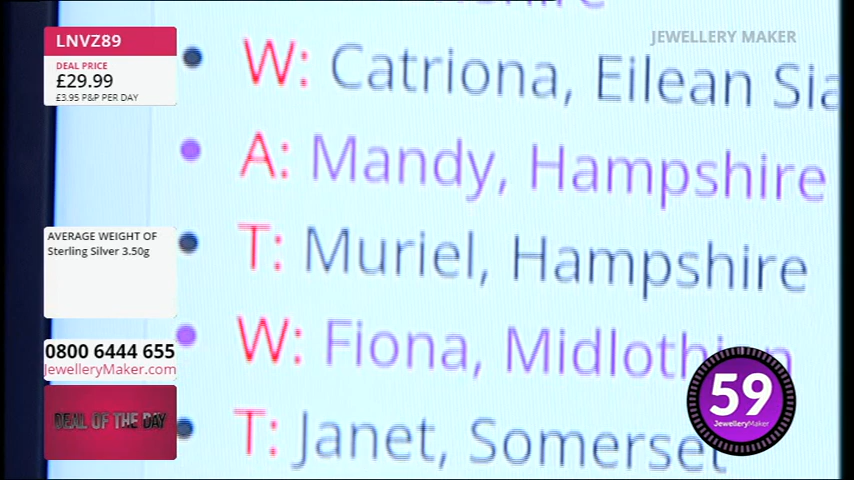 LNVZ89
DEAL PRICE
£29.99
£3.95 P&P PER DAY
JEWELLERY MAKER
W: Catriona, Eilean
A: Mandy, Hampshire
T: Muriel, Hampshire
W: Fiona, Midlothian
T: Janet, Somerset
AVERAGE WEIGHT OF
Sterling Silver 3.50g
0800 6444 655
JewelleryMaker.com
DEAL OF THE DAY
59
JewelleryMaker